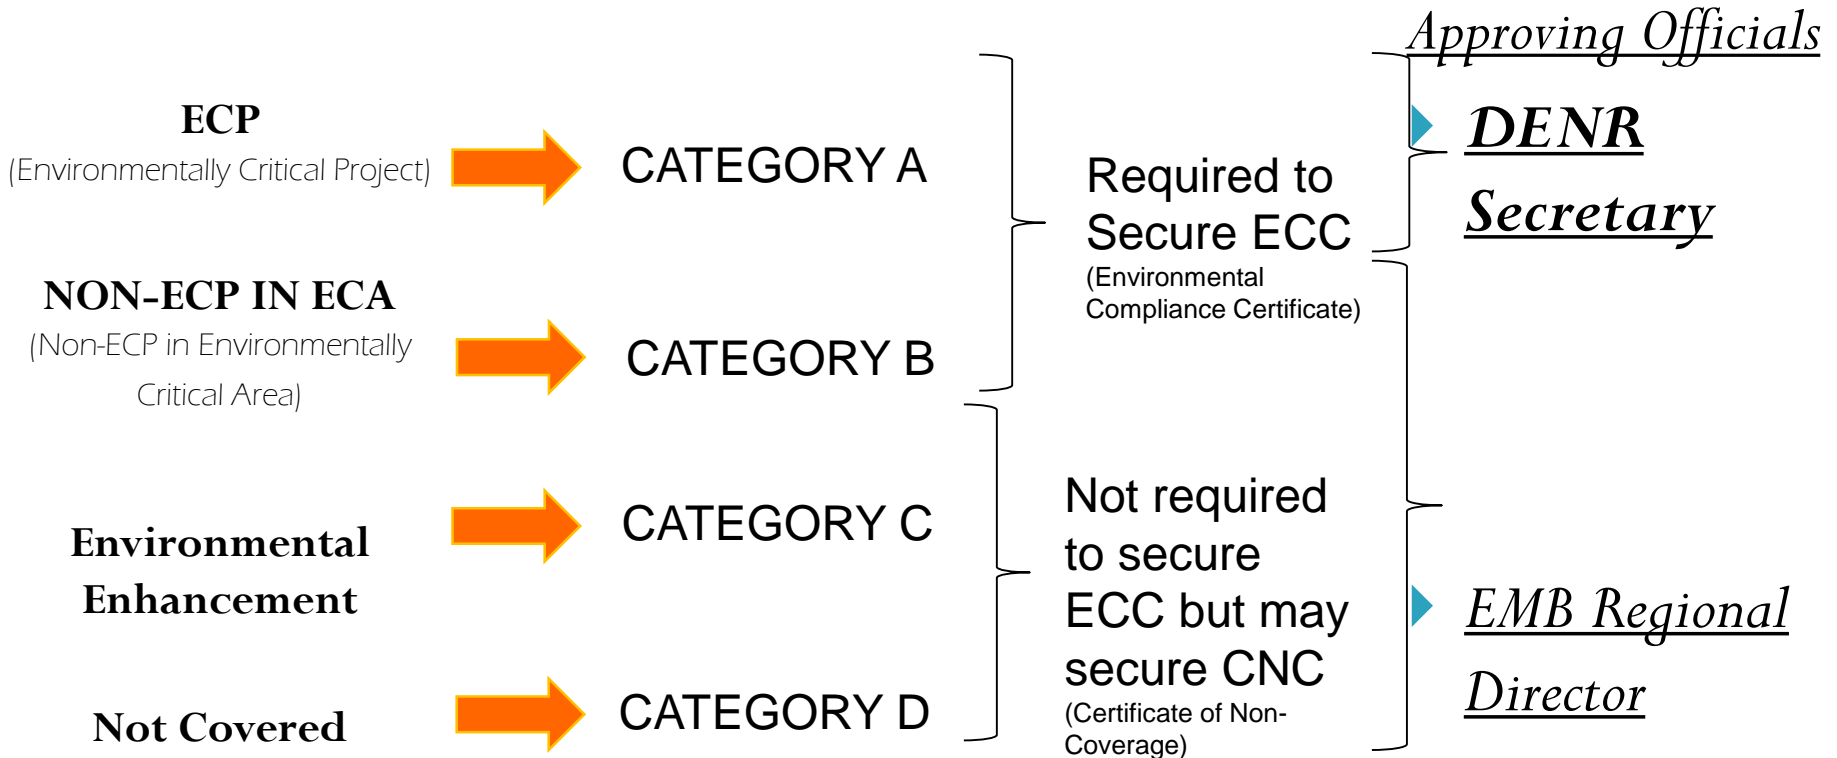 Approving Officials
ECP
(Environmentally Critical Project)
CATEGORY A
Required to
Secure ECC
(Environmental
Compliance Certificate)
DENR
Secretary
NON-ECP IN ECA
(Non-ECP in Environmentally
Critical Area)
CATEGORY B
Environmental
Enhancement
CATEGORY C
Not required
to secure
ECC but may
secure CNC
(Certificate of Non-
Coverage)
EMB Regional
Director
Not Covered
CATEGORY D